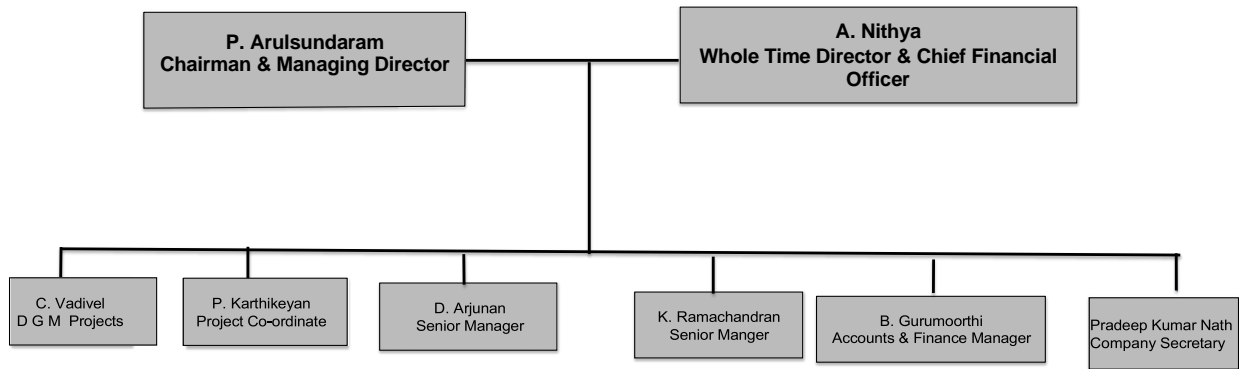 P. Arulsundaram
Chairman & Managing Director
A. Nithya
Whole Time Director & Chief Financial
Officer
C. Vadivel
D G M Projects
P. Karthikeyan
Project Co-ordinate
D. Arjunan
Senior Manager
K. Ramachandran
Senior Manger
B. Gurumoorthi
Accounts & Finance Manager
Pradeep Kumar Nath
Company Secretary